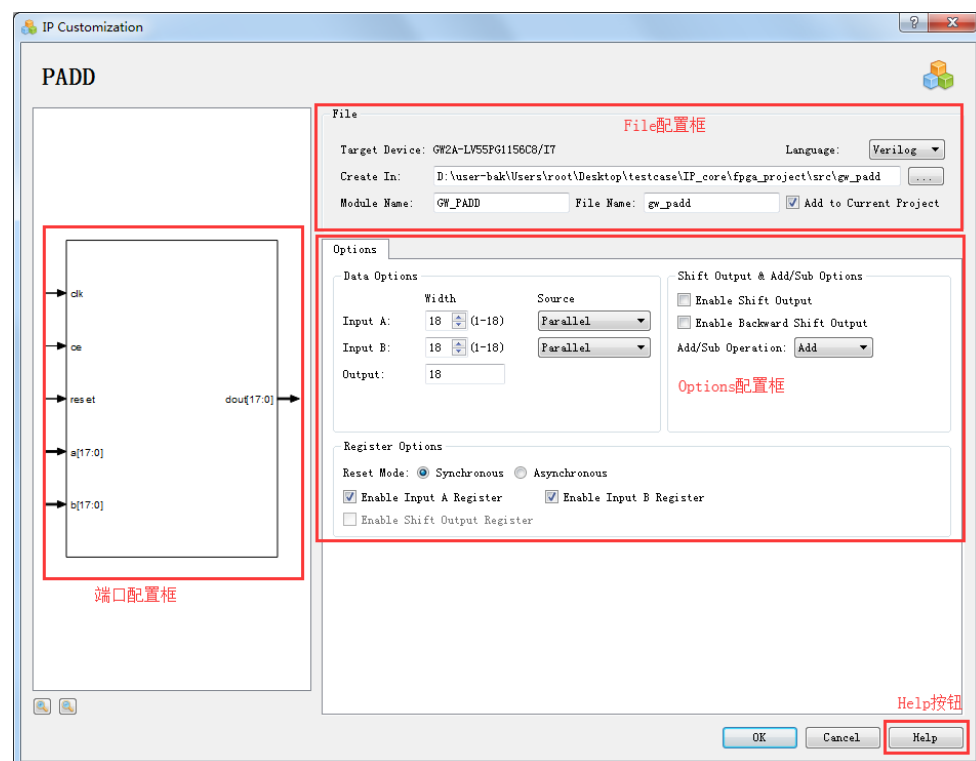 IP Customization
PADD
File
File配置框
Target Device: GW2A-LV55PG1156C8/I7
Language: Verilog
Create In: D:\user-bak\Users\root\Desktop\testcase\IP_core\fpga_project\src\gw_padd ...
Module Name: GW_PADD File Name: gw_padd Add to Current Project
Options
Data Options
Width Source
Input A: 18 (1-18) Parallel
Input B: 18 (1-18) Parallel
Output: 18
Shift Output & Add/Sub Options
Enable Shift Output
Enable Backward Shift Output
Add/Sub Operation: Add
Options配置框
Register Options
Reset Mode: Synchronous Asynchronous
Enable Input A Register Enable Input B Register
Enable Shift Output Register
clk
ce
reset dout[17:0]
a[17:0]
b[17:0]
端口配置框
Help按钮
OK Cancel Help